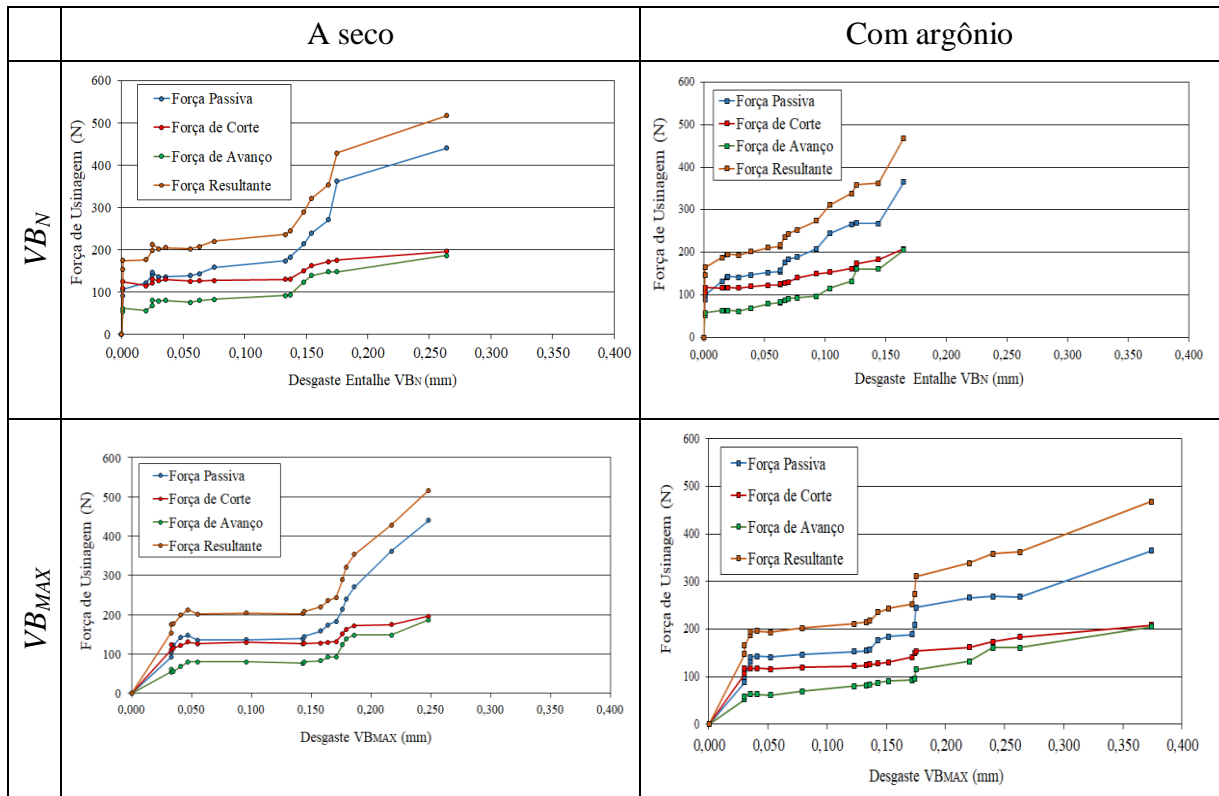 A seco
Com argônio
VB_N
600
500
400
300
200
100
0
Força de Usinagem (N)
Força Passiva
Força de Corte
Força de Avanço
Força Resultante
0,000 0,050 0,100 0,150 0,200 0,250 0,300 0,350 0,400
Desgaste Entalhe VBN (mm)
600
500
400
300
200
100
0
Força de Usinagem (N)
Força Passiva
Força de Corte
Força de Avanço
Força Resultante
0,000 0,050 0,100 0,150 0,200 0,250 0,300 0,350 0,400
Desgaste Entalhe VBN (mm)
VB_MAX
600
500
400
300
200
100
0
Força de Usinagem (N)
Força Passiva
Força de Corte
Força de Avanço
Força Resultante
0,000 0,050 0,100 0,150 0,200 0,250 0,300 0,350 0,400
Desgaste VBMAX (mm)
600
500
400
300
200
100
0
Força de Usinagem (N)
Força Passiva
Força de Corte
Força de Avanço
Força Resultante
0,000 0,050 0,100 0,150 0,200 0,250 0,300 0,350 0,400
Desgaste VBMAX (mm)